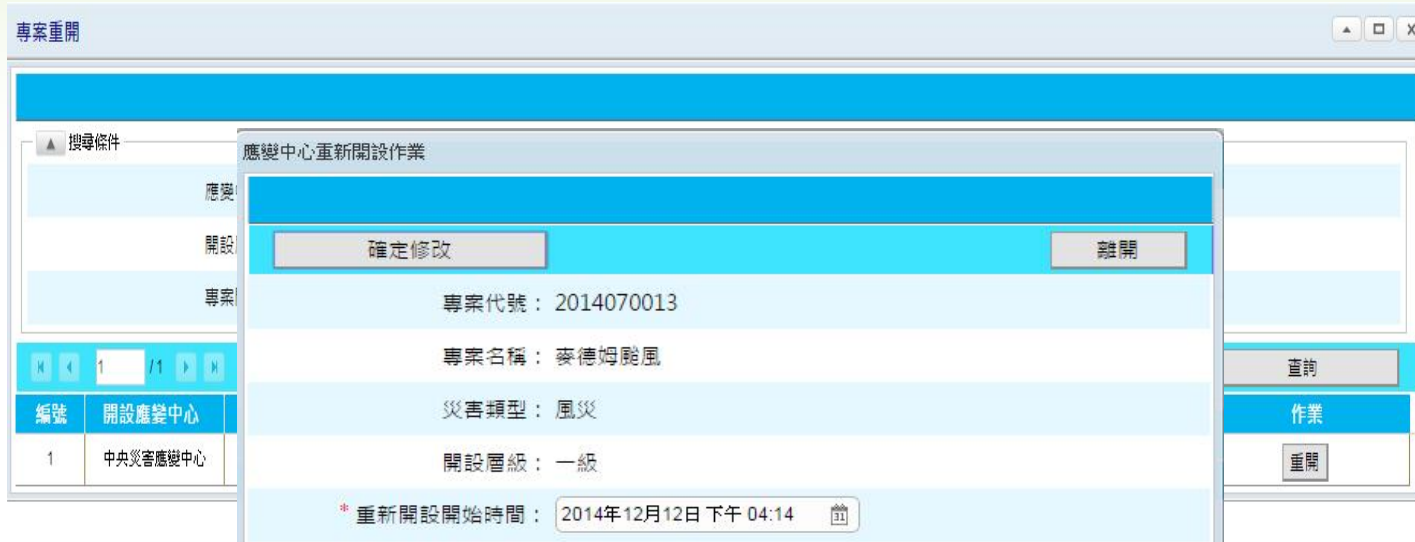 專案重開
搜尋條件
應變
開設
專案
1 /1
查詢
編號 開設應變中心 作業
1 中央災害應變中心 重開
應變中心重新開設作業
確定修改 離開
專案代號： 2014070013
專案名稱： 麥德姆颱風
災害類型： 風災
開設層級： 一級
* 重新開設開始時間： 2014年12月12日 下午 04:14